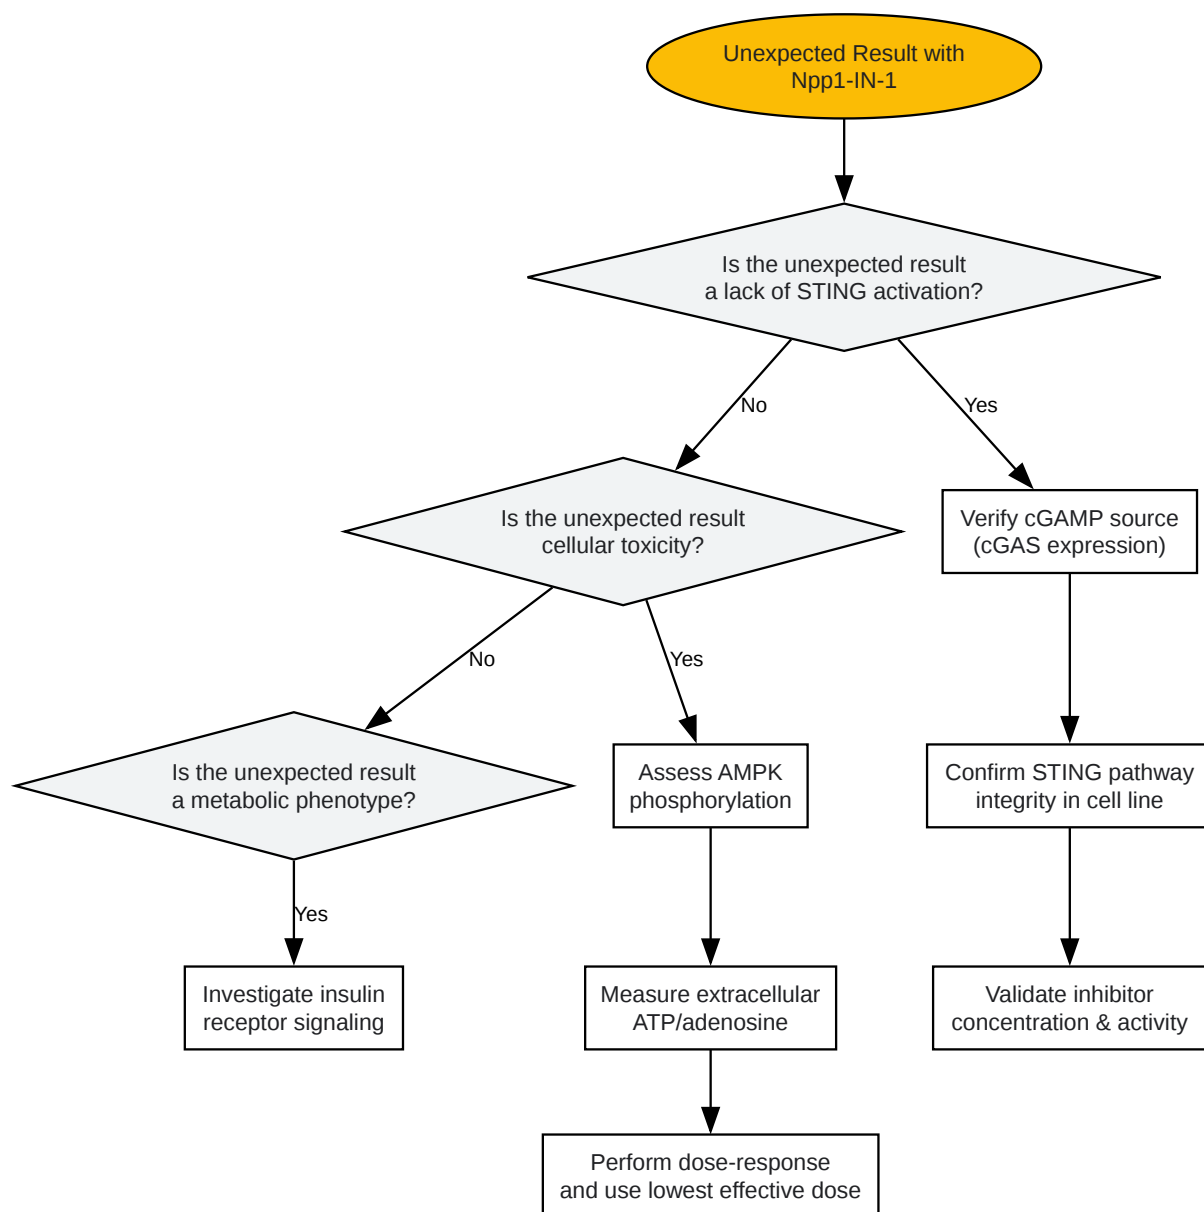 Unexpected Result with
Npp1-IN-1
Is the unexpected result
a lack of STING activation?
No
Yes
Is the unexpected result
cellular toxicity?
Verify cGAMP source
(cGAS expression)
No
Yes
Is the unexpected result
a metabolic phenotype?
Assess AMPK
phosphorylation
Confirm STING pathway
integrity in cell line
Yes
Investigate insulin
receptor signaling
Measure extracellular
ATP/adenosine
Validate inhibitor
concentration & activity
Perform dose-response
and use lowest effective dose